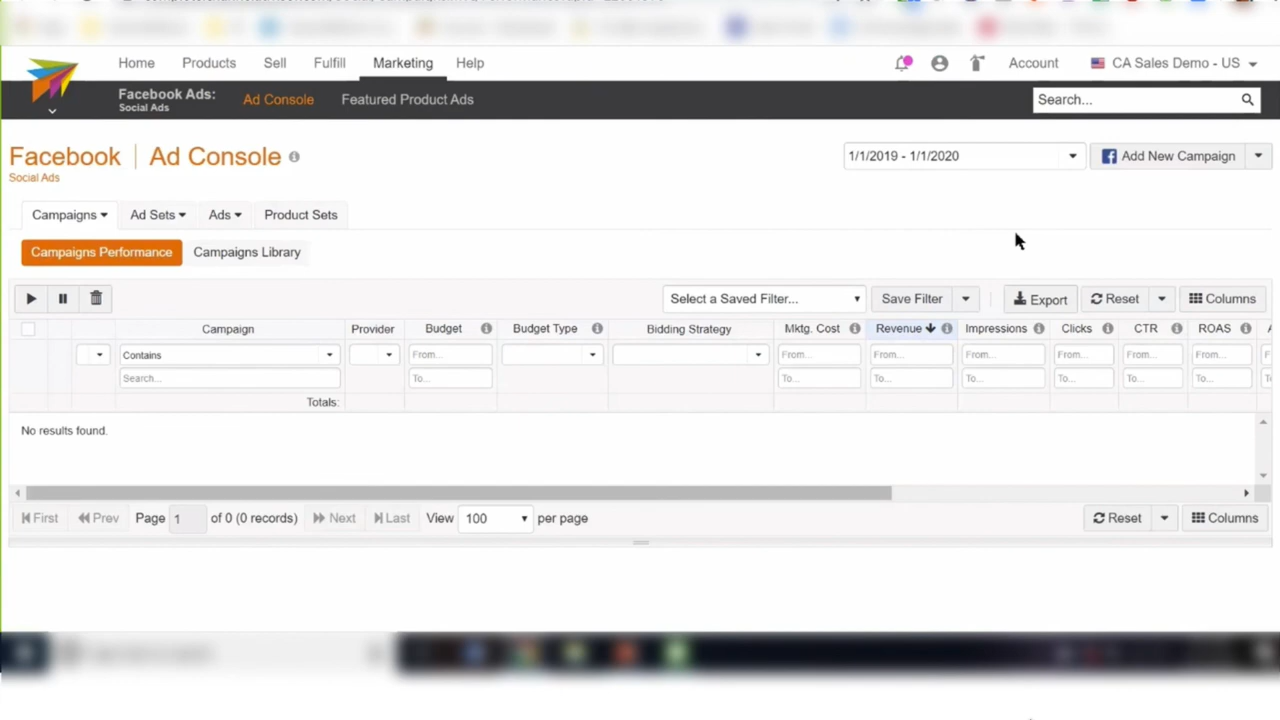 Home Products Sell Fulfill Marketing Help Account CA Sales Demo - US
Facebook Ads:
Social Ads
Ad Console Featured Product Ads Search...
Facebook | Ad Console
Social Ads
1/1/2019 - 1/1/2020 Add New Campaign
Campaigns Ad Sets Ads Product Sets
Campaigns Performance Campaigns Library
Select a Saved Filter... Save Filter Export Reset Columns
Campaign Provider Budget Budget Type Bidding Strategy Mktg. Cost Revenue Impressions Clicks CTR ROAS A
Contains From... From... From... From... From... From... From... F
Search... To... To... To... To... To... To... To... T
Totals:
No results found.
First Prev Page 1 of 0 (0 records) Next Last View 100 per page Reset Columns